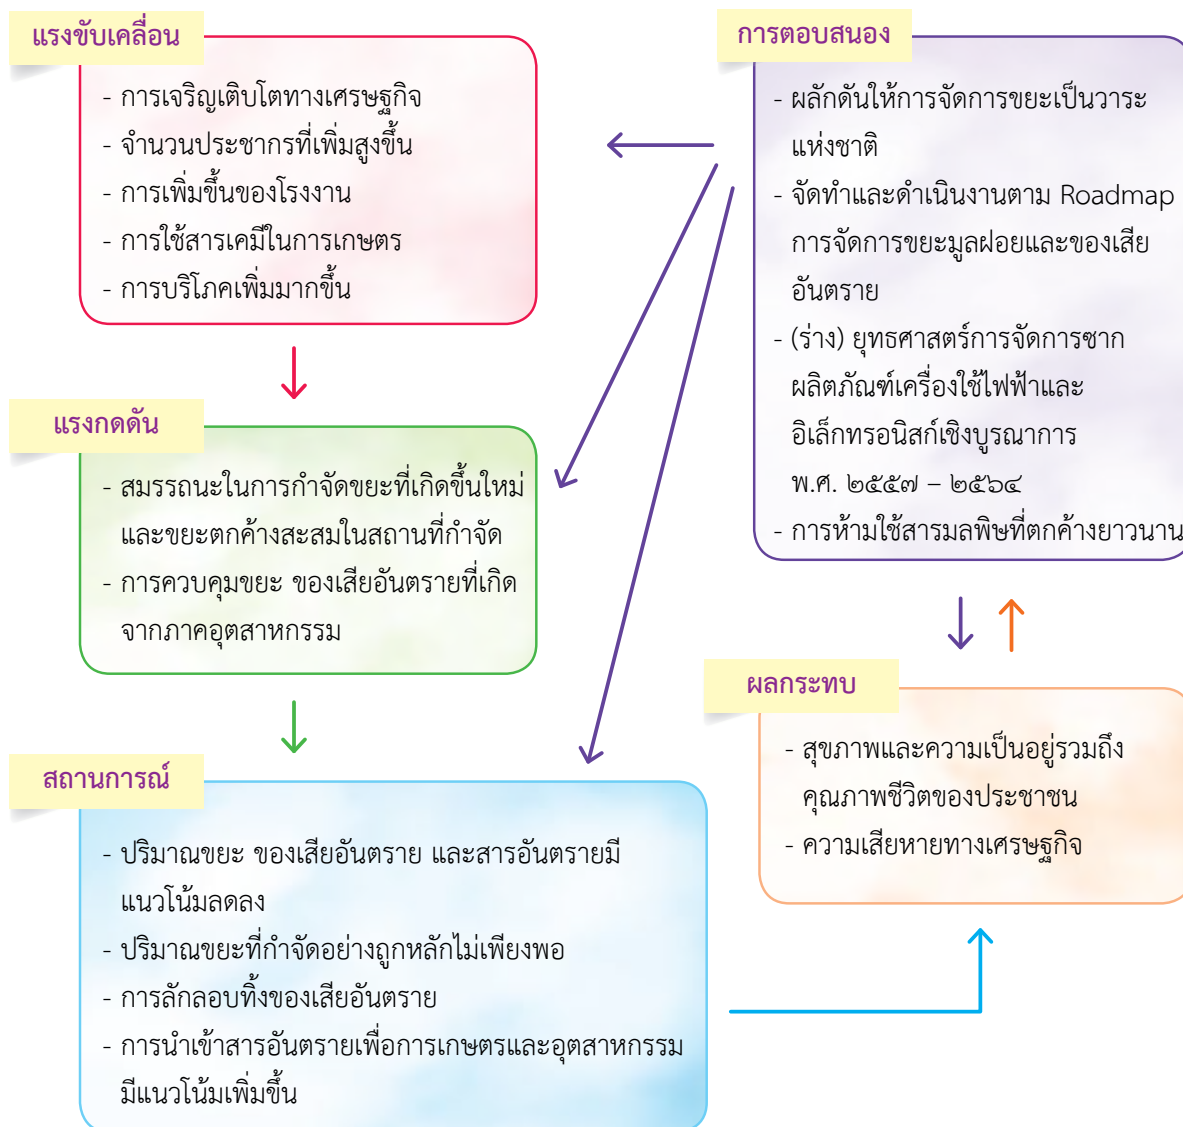 แรงขับเคลื่อน
- การเจริญเติบโตทางเศรษฐกิจ
- จำนวนประชากรที่เพิ่มสูงขึ้น
- การเพิ่มขึ้นของโรงงาน
- การใช้สารเคมีในการเกษตร
- การบริโภคเพิ่มมากขึ้น
แรงกดดัน
- สมรรถนะในการกำจัดขยะที่เกิดขึ้นใหม่
และขยะตกค้างสะสมในสถานที่กำจัด
- การควบคุมขยะ ของเสียอันตรายที่เกิด
จากภาคอุตสาหกรรม
สถานการณ์
- ปริมาณขยะ ของเสียอันตราย และสารอันตรายมี
แนวโน้มลดลง
- ปริมาณขยะที่กำจัดอย่างถูกหลักไม่เพียงพอ
- การลักลอบทิ้งของเสียอันตราย
- การนำเข้าสารอันตรายเพื่อการเกษตรและอุตสาหกรรม
มีแนวโน้มเพิ่มขึ้น
การตอบสนอง
- ผลักดันให้การจัดการขยะเป็นวาระ
แห่งชาติ
- จัดทำและดำเนินงานตาม Roadmap
การจัดการขยะมูลฝอยและของเสีย
อันตราย
- (ร่าง) ยุทธศาสตร์การจัดการซาก
ผลิตภัณฑ์เครื่องใช้ไฟฟ้าและ
อิเล็กทรอนิสก์เชิงบูรณาการ
พ.ศ. ๒๕๕๗ – ๒๕๖๔
- การห้ามใช้สารมลพิษที่ตกค้างยาวนาน
ผลกระทบ
- สุขภาพและความเป็นอยู่รวมถึง
คุณภาพชีวิตของประชาชน
- ความเสียหายทางเศรษฐกิจ